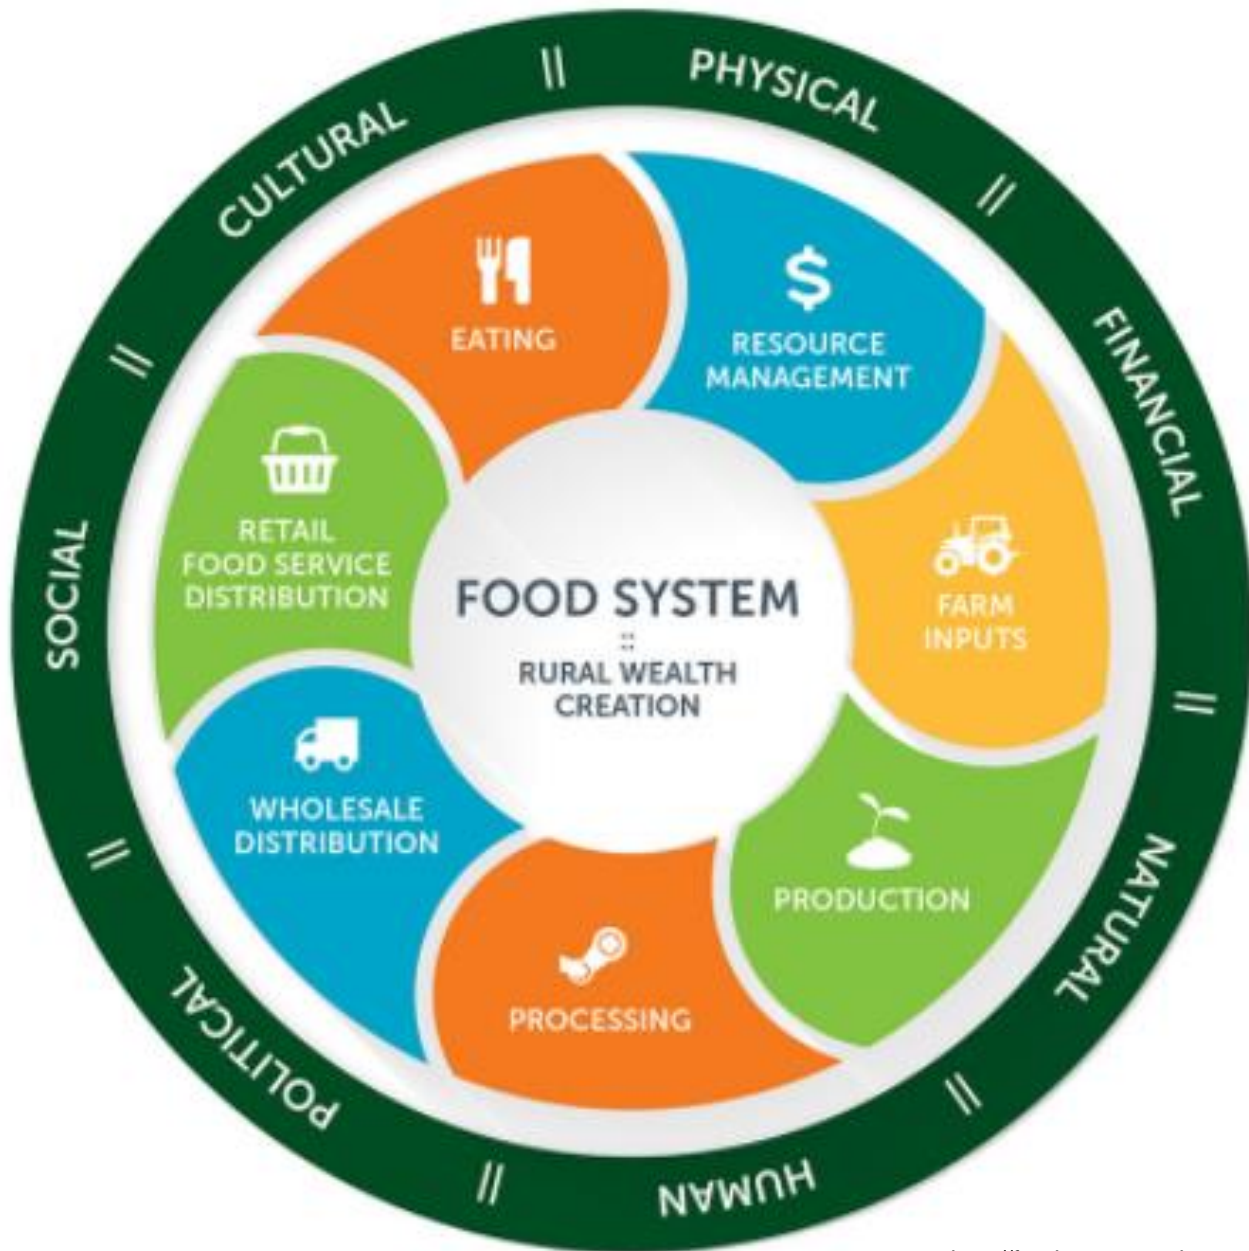 PHYSICAL
FINANCIAL
NATURAL
HUMAN
POLITICAL
SOCIAL
CULTURAL
EATING
$
RESOURCE
MANAGEMENT
FARM
INPUTS
PRODUCTION
PROCESSING
WHOLESALE
DISTRIBUTION
RETAIL
FOOD SERVICE
DISTRIBUTION
FOOD SYSTEM
::
RURAL WEALTH
CREATION